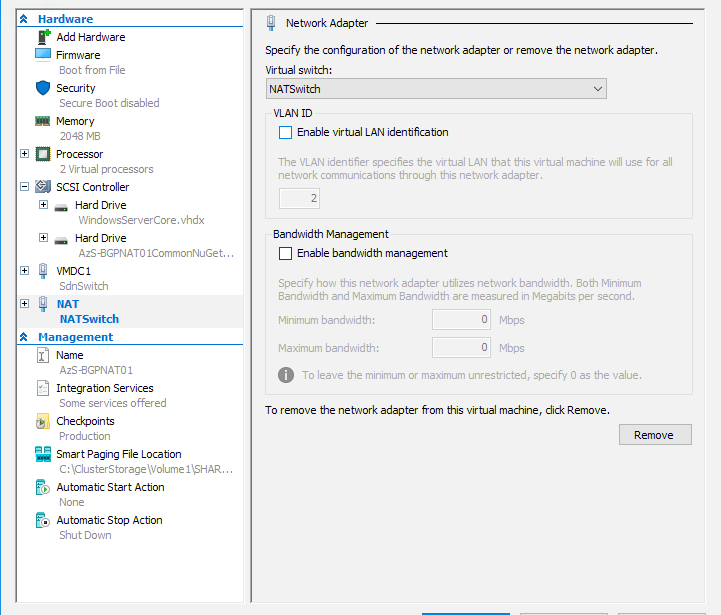 Hardware
Add Hardware
Firmware
Boot from File
Security
Secure Boot disabled
Memory
2048 MB
Processor
2 Virtual processors
SCSI Controller
Hard Drive
WindowsServerCore.vhdx
Hard Drive
AzS-BGPNAT01CommonNuGet...
VMDC1
SdnSwitch
NAT
NATSwitch
Management
Name
AzS-BGPNAT01
Integration Services
Some services offered
Checkpoints
Production
Smart Paging File Location
C:\ClusterStorage\Volume1\SHAR...
Automatic Start Action
None
Automatic Stop Action
Shut Down
Network Adapter
Specify the configuration of the network adapter or remove the network adapter.
Virtual switch:
NATSwitch
VLAN ID
Enable virtual LAN identification
The VLAN identifier specifies the virtual LAN that this virtual machine will use for all
network communications through this network adapter.
2
Bandwidth Management
Enable bandwidth management
Specify how this network adapter utilizes network bandwidth. Both Minimum
Bandwidth and Maximum Bandwidth are measured in Megabits per second.
Minimum bandwidth: 0 Mbps
Maximum bandwidth: 0 Mbps
To leave the minimum or maximum unrestricted, specify 0 as the value.
To remove the network adapter from this virtual machine, click Remove.
Remove